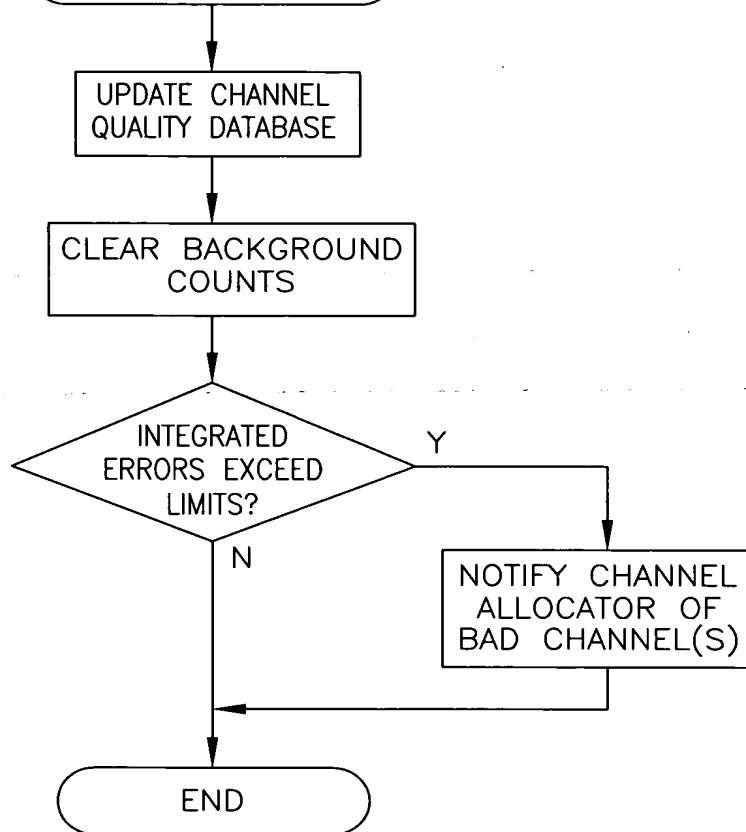 UPDATE CHANNEL
QUALITY DATABASE
CLEAR BACKGROUND
COUNTS
INTEGRATED
ERRORS EXCEED
LIMITS?
Y
N
NOTIFY CHANNEL
ALLOCATOR OF
BAD CHANNEL(S)
END